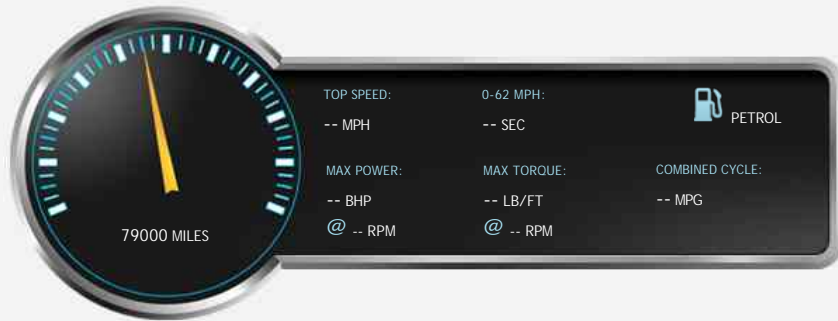 TOP SPEED:
-- MPH
0-62 MPH:
-- SEC
PETROL
MAX POWER:
-- BHP
@ -- RPM
MAX TORQUE:
-- LB/FT
@ -- RPM
COMBINED CYCLE:
-- MPG
79000 MILES